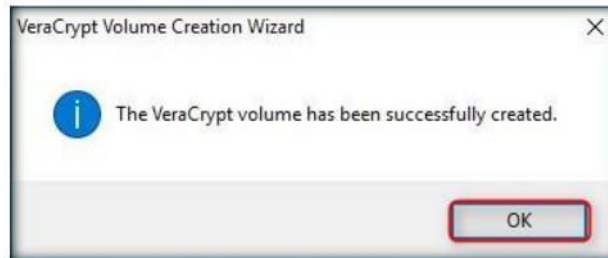 VeraCrypt Volume Creation Wizard
The VeraCrypt volume has been successfully created.
OK